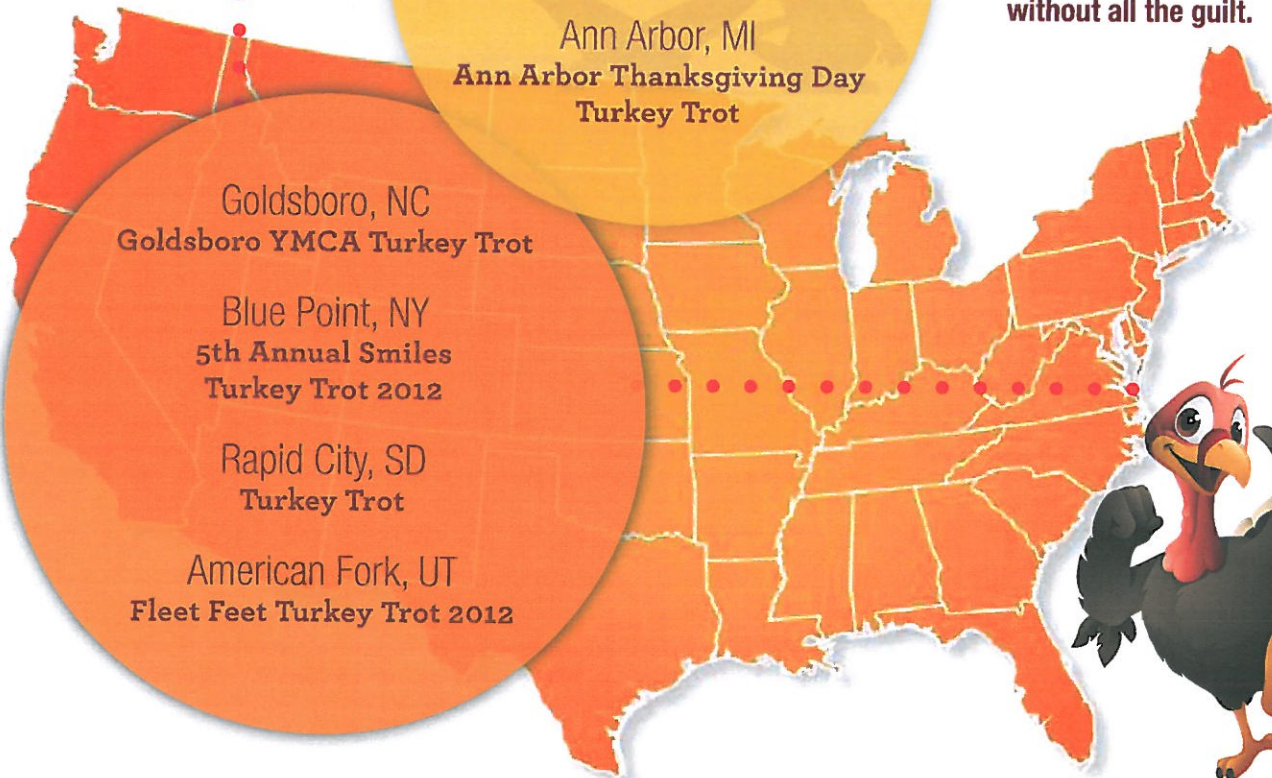 without all the guilt.
Ann Arbor, MI
Ann Arbor Thanksgiving Day
Turkey Trot
Goldsboro, NC
Goldsboro YMCA Turkey Trot
Blue Point, NY
5th Annual Smiles
Turkey Trot 2012
Rapid City, SD
Turkey Trot
American Fork, UT
Fleet Feet Turkey Trot 2012